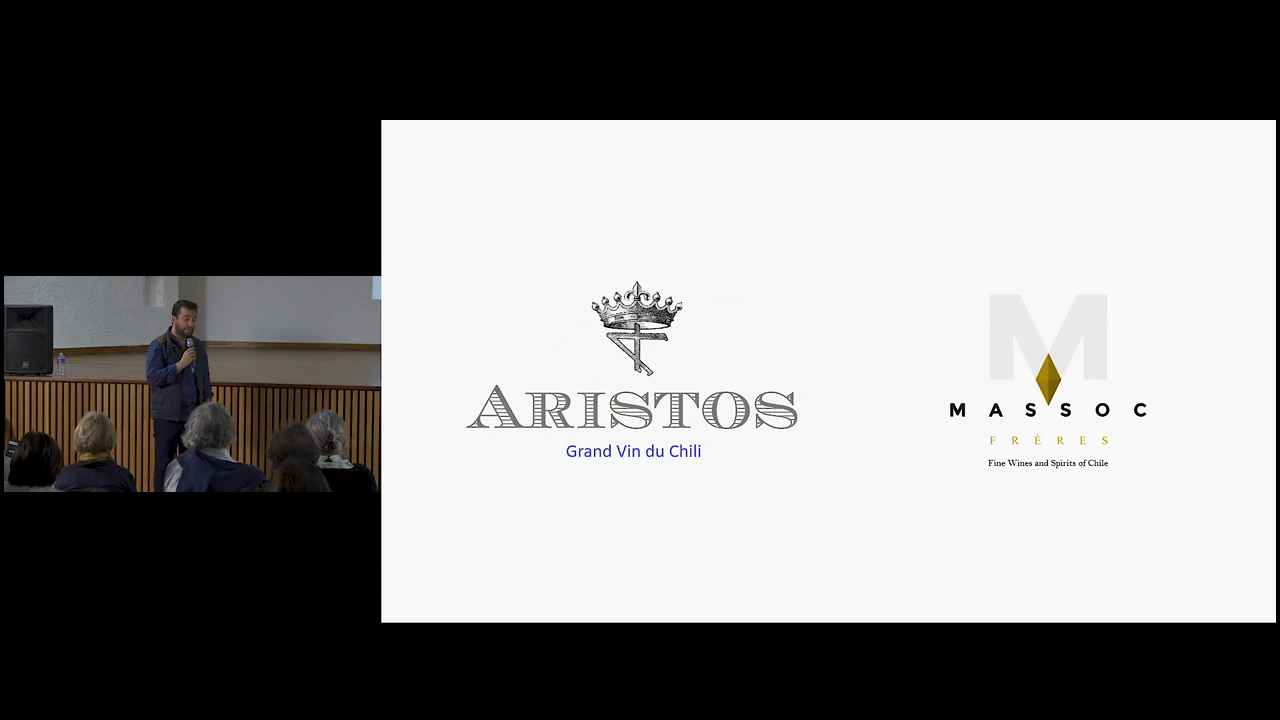 ARISTOS
Grand Vin du Chili
M
MASSOC
FRÈRES
Fine Wines and Spirits of Chile